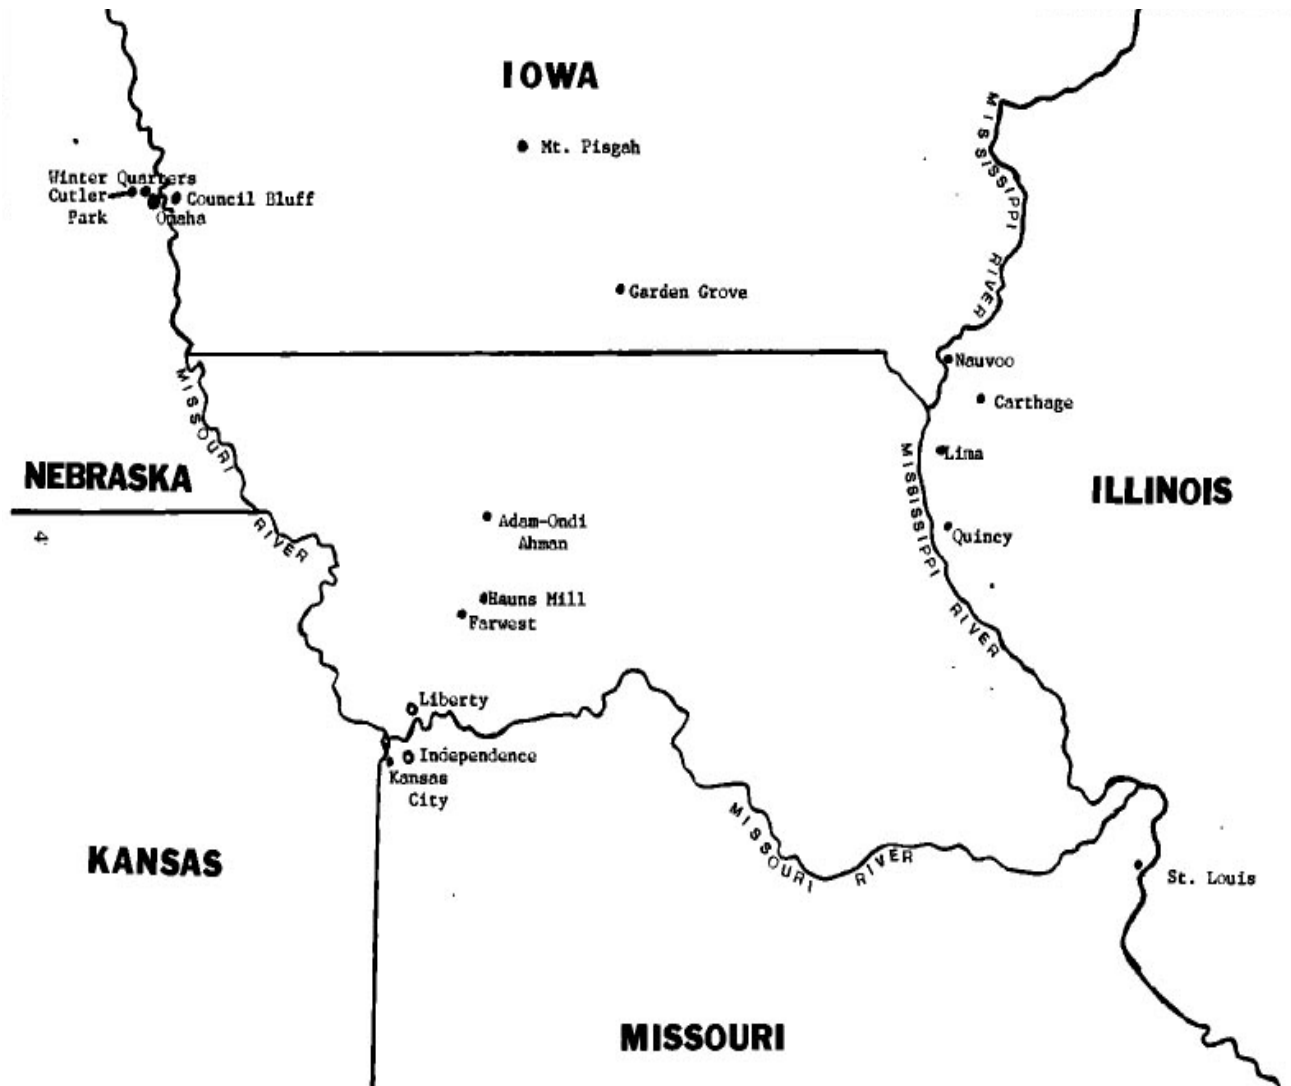 IOWA
MISSISSIPPI RIVER
Mt. Pisgah
Winter Quarters
Cutler
Park
Council Bluff
Omaha
Garden Grove
Nauvoo
MISSOURI RIVER
Carthage
Lima
MISSISSIPPI RIVER
NEBRASKA
ILLINOIS
Adam-Ondi
Ahman
Quincy
Hauns Mill
Farwest
Liberty
Independence
Kansas
City
MISSOURI RIVER
KANSAS
St. Louis
MISSOURI